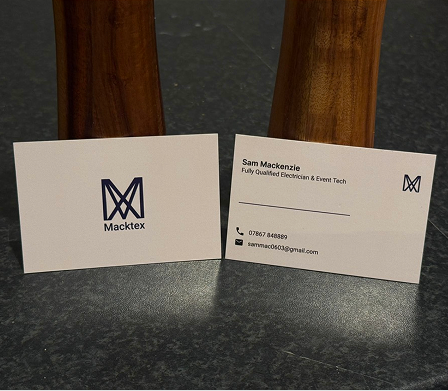 Macktex
Sam Mackenzie
Fully Qualified Electrician & Event Tech
07867 848889
sammac0603@gmail.com